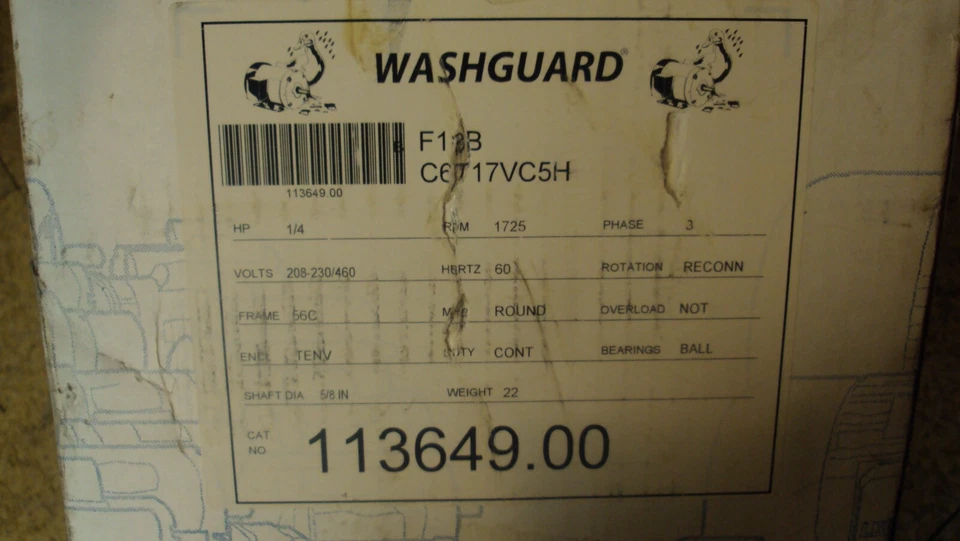 WASHGUARD®
F13B
C6T17VC5H
113649.00
HP 1/4 RPM 1725 PHASE 3
VOLTS 208-230/460 HERTZ 60 ROTATION RECONN
FRAME 56C ROUND OVERLOAD NOT
ENCL TENV DUTY CONT BEARINGS BALL
SHAFT DIA 5/8 IN WEIGHT 22
CAT
NO 113649.00